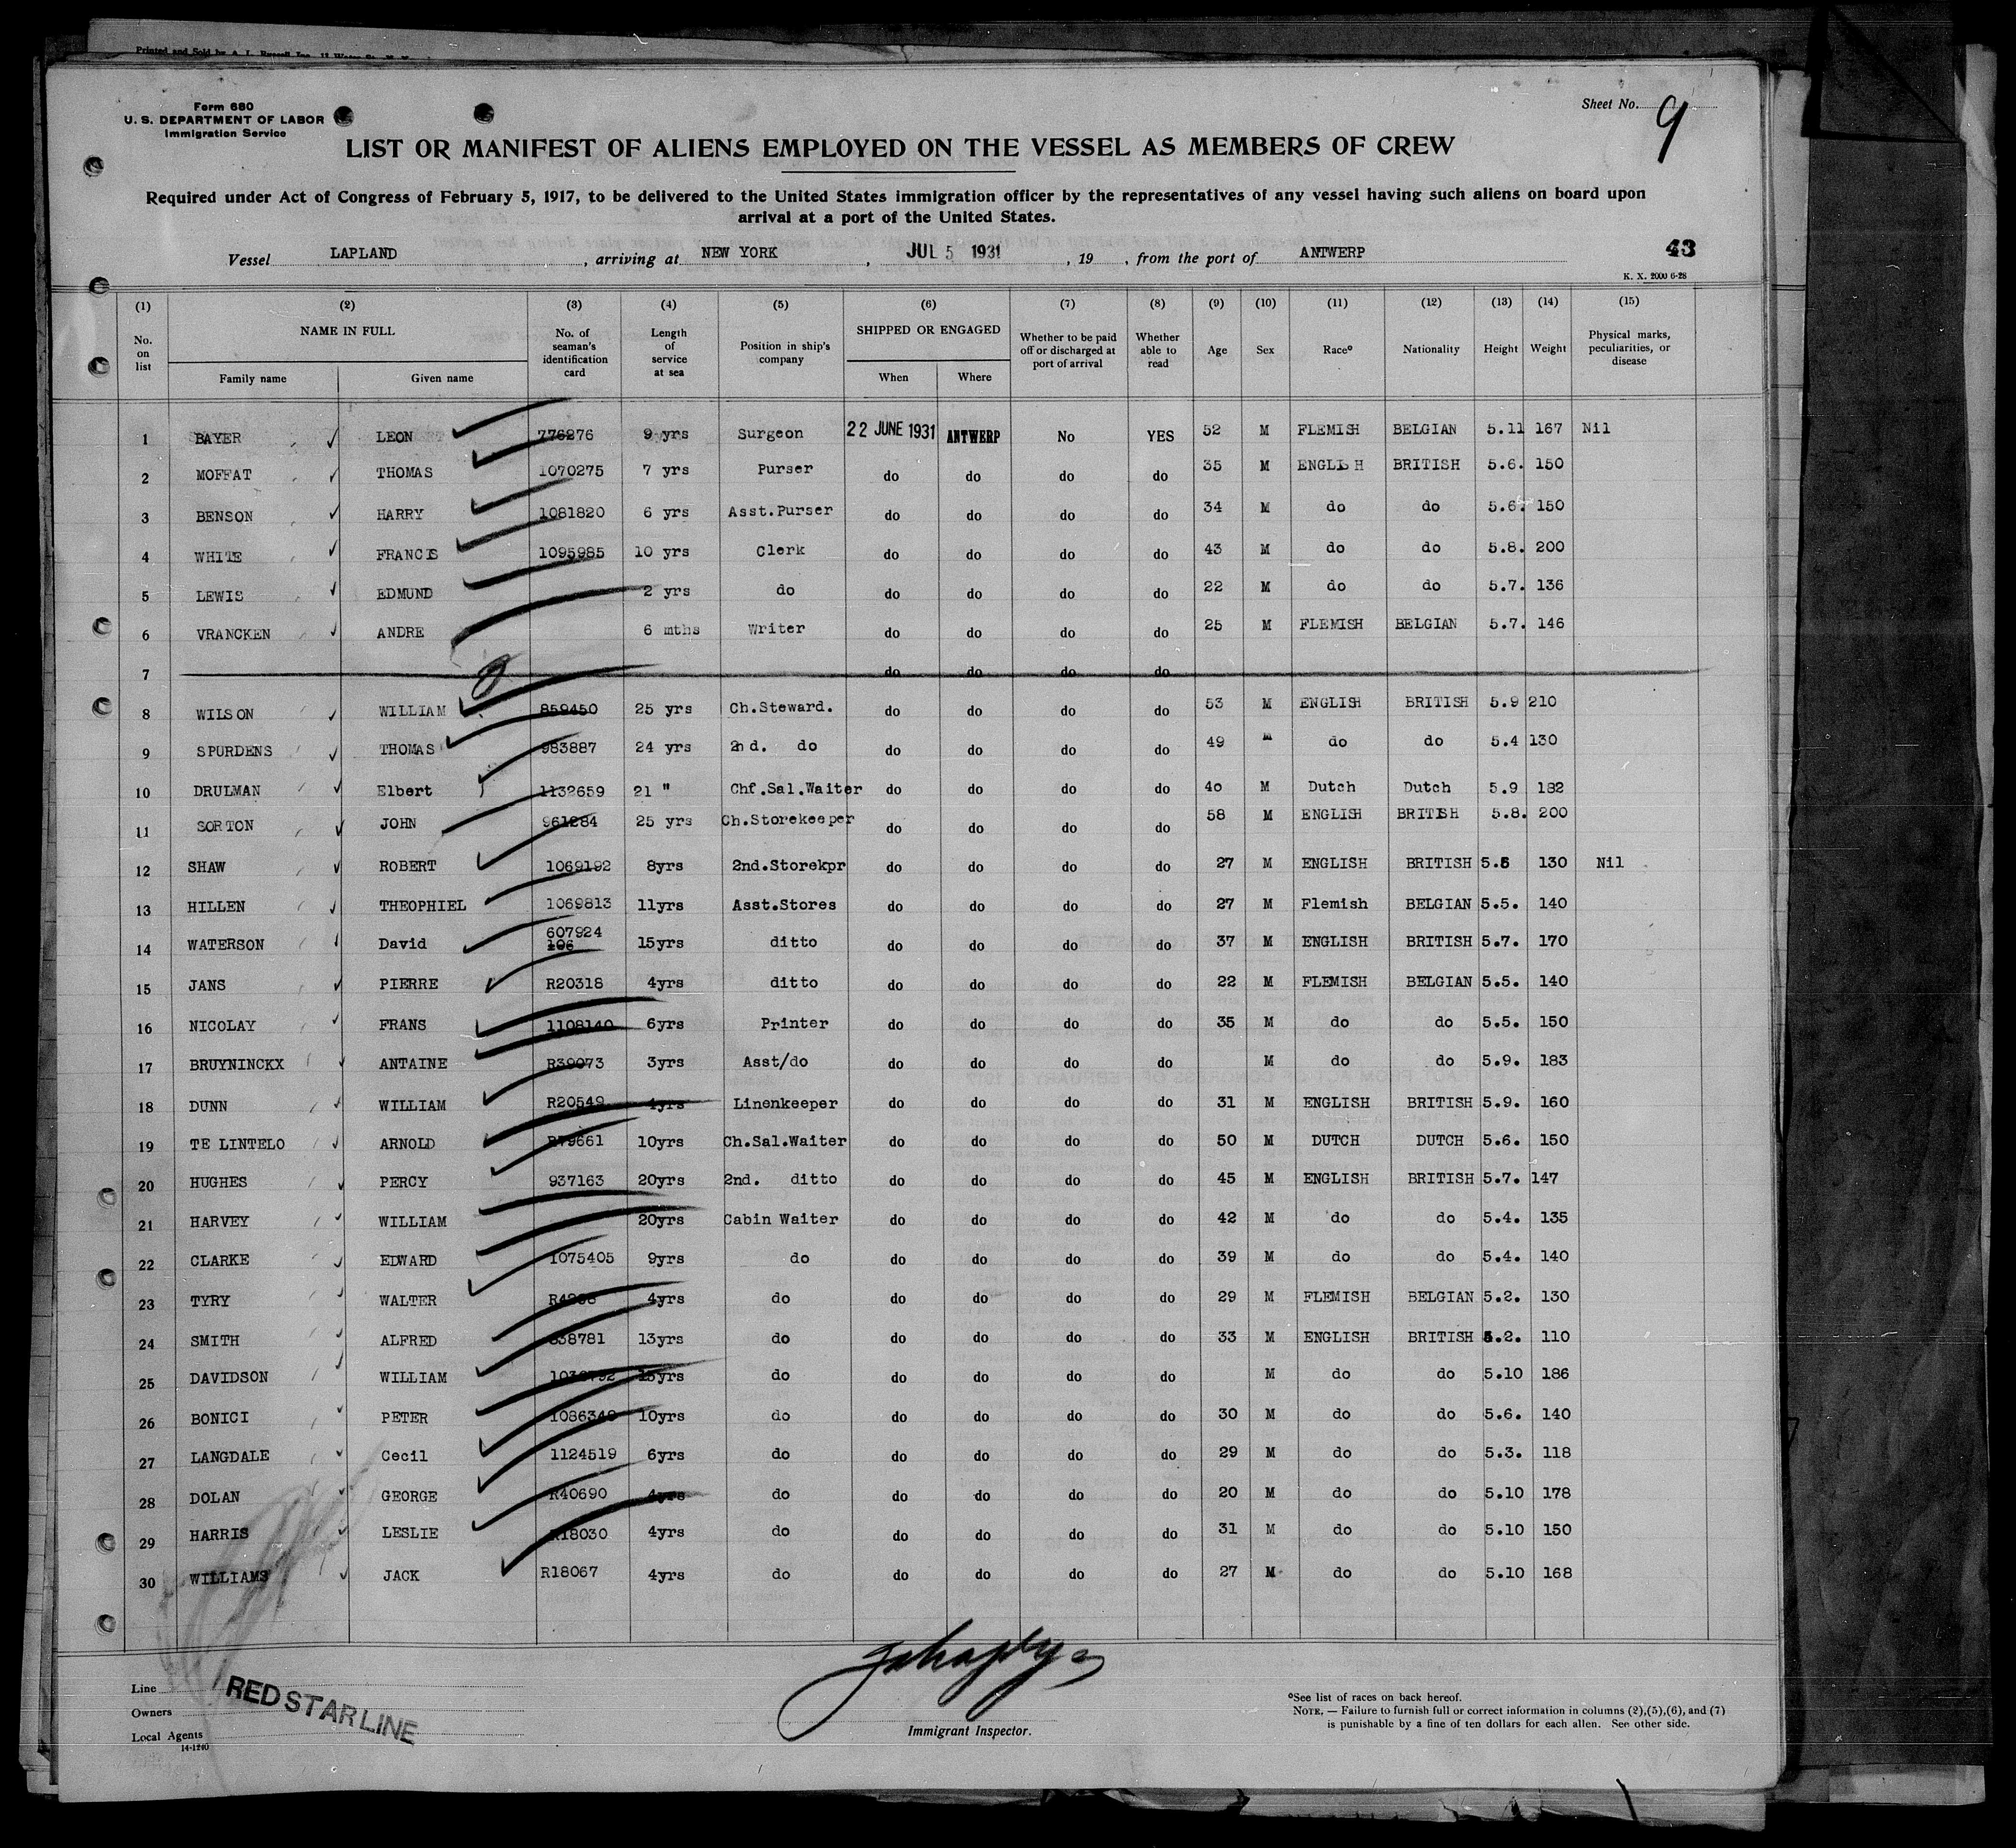 Printed and Sold by A. L. Russell Inc.
Form 680
U. S. DEPARTMENT OF LABOR
Immigration Service
Sheet No. 9
LIST OR MANIFEST OF ALIENS EMPLOYED ON THE VESSEL AS MEMBERS OF CREW
Required under Act of Congress of February 5, 1917, to be delivered to the United States immigration officer by the representatives of any vessel having such aliens on board upon
arrival at a port of the United States.
Vessel LAPLAND, arriving at NEW YORK, JUL 5 1931, 19 , from the port of ANTWERP 43
K. X. 2000 6-28
(1) (2) (3) (4) (5) (6) (7) (8) (9) (10) (11) (12) (13) (14) (15)
No. on list NAME IN FULL Family name Given name No. of seaman's identification card Length of service at sea Position in ship's company SHIPPED OR ENGAGED When Where Whether to be paid off or discharged at port of arrival Whether able to read Age Sex Race° Nationality Height Weight Physical marks, peculiarities, or disease
1 BAYER LEON 776276 9 yrs Surgeon 22 JUNE 1931 ANTWERP No YES 52 M FLEMISH BELGIAN 5.11 167 Nil
2 MOFFAT THOMAS 1070275 7 yrs Purser do do do do 35 M ENGLISH BRITISH 5.6. 150
3 BENSON HARRY 1081820 6 yrs Asst.Purser do do do do 34 M do do 5.6. 150
4 WHITE FRANCIS 1095985 10 yrs Clerk do do do do 43 M do do 5.8. 200
5 LEWIS EDMUND 2 yrs do do do do do 22 M do do 5.7. 136
6 VRANCKEN ANDRE 6 mths Writer do do do do 25 M FLEMISH BELGIAN 5.7. 146
7 do do do do
8 WILSON WILLIAM 859450 25 yrs Ch.Steward. do do do do 53 M ENGLISH BRITISH 5.9 210
9 SPURDENS THOMAS 983887 24 yrs 2nd. do do do do do 49 M do do 5.4 130
10 DRULMAN Elbert 1132659 21 " Chf.Sal.Waiter do do do do 40 M Dutch Dutch 5.9 182
11 SORTON JOHN 961284 25 yrs Ch.Storekeeper do do do do 58 M ENGLISH BRITISH 5.8. 200
12 SHAW ROBERT 1069192 8yrs 2nd.Storekpr do do do do 27 M ENGLISH BRITISH 5.5 130 Nil
13 HILLEN THEOPHIEL 1069813 11yrs Asst.Stores do do do do 27 M Flemish BELGIAN 5.5. 140
14 WATERSON David 607924 106 15yrs ditto do do do do 37 M ENGLISH BRITISH 5.7. 170
15 JANS PIERRE R20318 4yrs ditto do do do do 22 M FLEMISH BELGIAN 5.5. 140
16 NICOLAY FRANS 1108140 6yrs Printer do do do do 35 M do do 5.5. 150
17 BRUYNINCKX ANTAINE R39073 3yrs Asst/do do do do do M do do 5.9. 183
18 DUNN WILLIAM R20549 4yrs Linenkeeper do do do do 31 M ENGLISH BRITISH 5.9. 160
19 TE LINTELO ARNOLD R79661 10yrs Ch.Sal.Waiter do do do do 50 M DUTCH DUTCH 5.6. 150
20 HUGHES PERCY 937163 20yrs 2nd. ditto do do do do 45 M ENGLISH BRITISH 5.7. 147
21 HARVEY WILLIAM 20yrs Cabin Waiter do do do do 42 M do do 5.4. 135
22 CLARKE EDWARD 1075405 9yrs do do do do do 39 M do do 5.4. 140
23 TYRY WALTER 4yrs do do do do do 29 M FLEMISH BELGIAN 5.2. 130
24 SMITH ALFRED 838781 13yrs do do do do do 33 M ENGLISH BRITISH 5.2. 110
25 DAVIDSON WILLIAM 15yrs do do do do do M do do 5.10 186
26 BONICI PETER 10yrs do do do do do 30 M do do 5.6. 140
27 LANGDALE Cecil 1124519 6yrs do do do do do 29 M do do 5.3. 118
28 DOLAN GEORGE R40690 4yrs do do do do do 20 M do do 5.10 178
29 HARRIS LESLIE R18030 4yrs do do do do do 31 M do do 5.10 150
30 WILLIAMS JACK R18067 4yrs do do do do do 27 M do do 5.10 168
Line
Owners
Local Agents
14-1240
RED STAR LINE
Immigrant Inspector.
°See list of races on back hereof.
NOTE. — Failure to furnish full or correct information in columns (2),(5),(6), and (7)
is punishable by a fine of ten dollars for each alien. See other side.